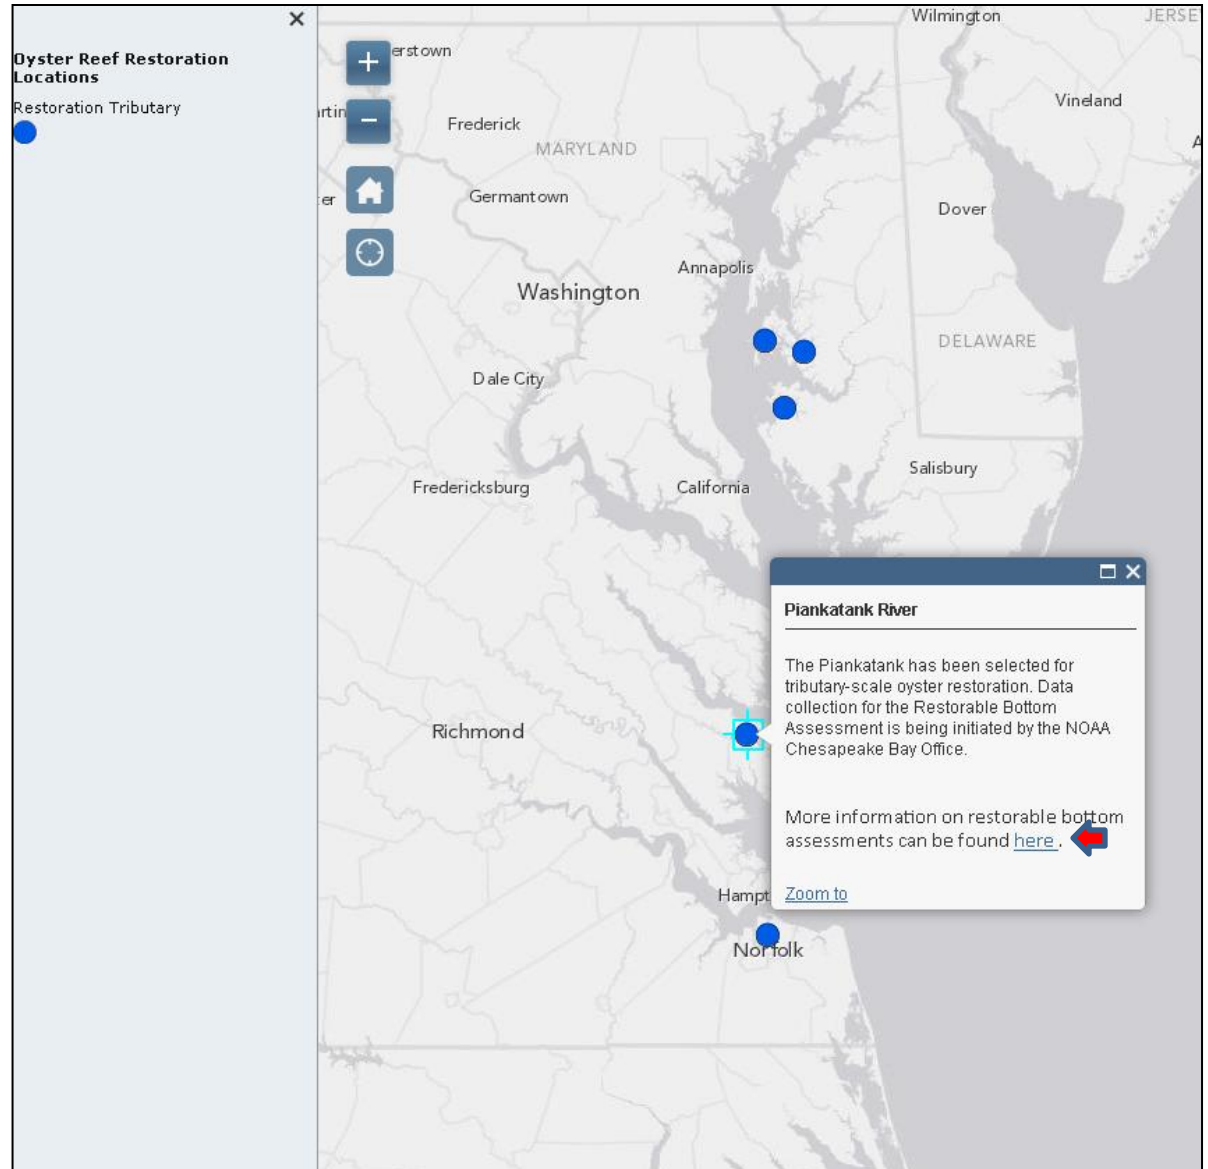 Oyster Reef Restoration
Locations
Restoration Tributary
Wilmington
JERSE
erstown
Vineland
rtin
Frederick
MARYLAND
A
er
Germantown
Dover
Annapolis
Washington
DELAWARE
Dale City
Salisbury
Fredericksburg
California
Piankatank River
The Piankatank has been selected for
tributary-scale oyster restoration. Data
collection for the Restorable Bottom
Assessment is being initiated by the NOAA
Chesapeake Bay Office.
Richmond
More information on restorable bottom
assessments can be found here .
Hampt
Zoom to
Norfolk